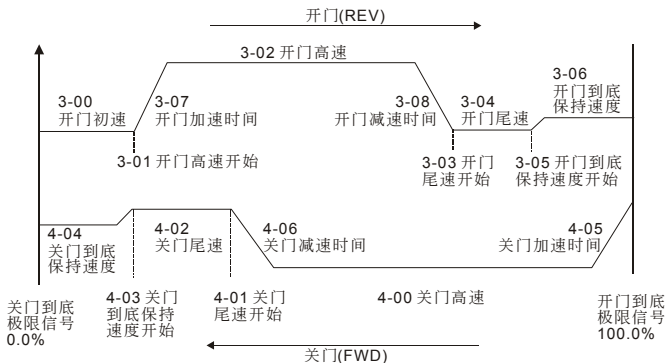 开门(REV)
3-02 开门高速
3-00
开门初速
3-07
开门加速时间
3-08
开门减速时间
3-04
开门尾速
3-06
开门到底
保持速度
3-01 开门高速开始
3-03 开门
尾速开始
3-05 开门到底
保持速度开始
4-04
关门到底
保持速度
4-02
关门尾速
4-06
关门减速时间
4-05
关门加速时间
关门到底
极限信号
0.0%
4-03 关门
到底保持
速度开始
4-01 关门
尾速开始
4-00 关门高速
开门到底
极限信号
100.0%
关门(FWD)